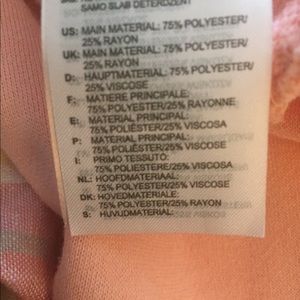 SAMO SLAB DETERDZENT
US: MAIN MATERIAL: 75% POLYESTER/
25% RAYON
UK: MAIN MATERIAL: 75% POLYESTER/
25% RAYON
D: HAUPTMATERIAL: 75% POLYESTER/
25% VISCOSE
F: MATIERE PRINCIPALE:
75% POLYESTER/25% RAYONNE
E: MATERIAL PRINCIPAL:
75% POLIÉSTER/25% VISCOSA
P: MATERIAL PRINCIPAL:
75% POLIÉSTER/25% VISCOSE
I: PRIMO TESSUTO:
75% POLIESTERE/25% VISCOSA
NL: HOOFDMATERIAAL:
75% POLYESTER/25% VISCOSE
DK: HOVEDMATERIALE:
75% POLYESTER/25% RAYON
S: HUVUDMATERIAL: